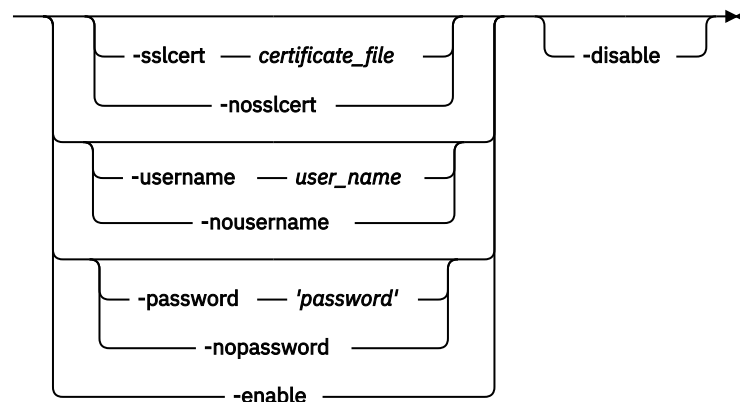 -sslcert certificate_file
-disable
-nosslcert
-username user_name
-nousername
-password 'password'
-nopassword
-enable